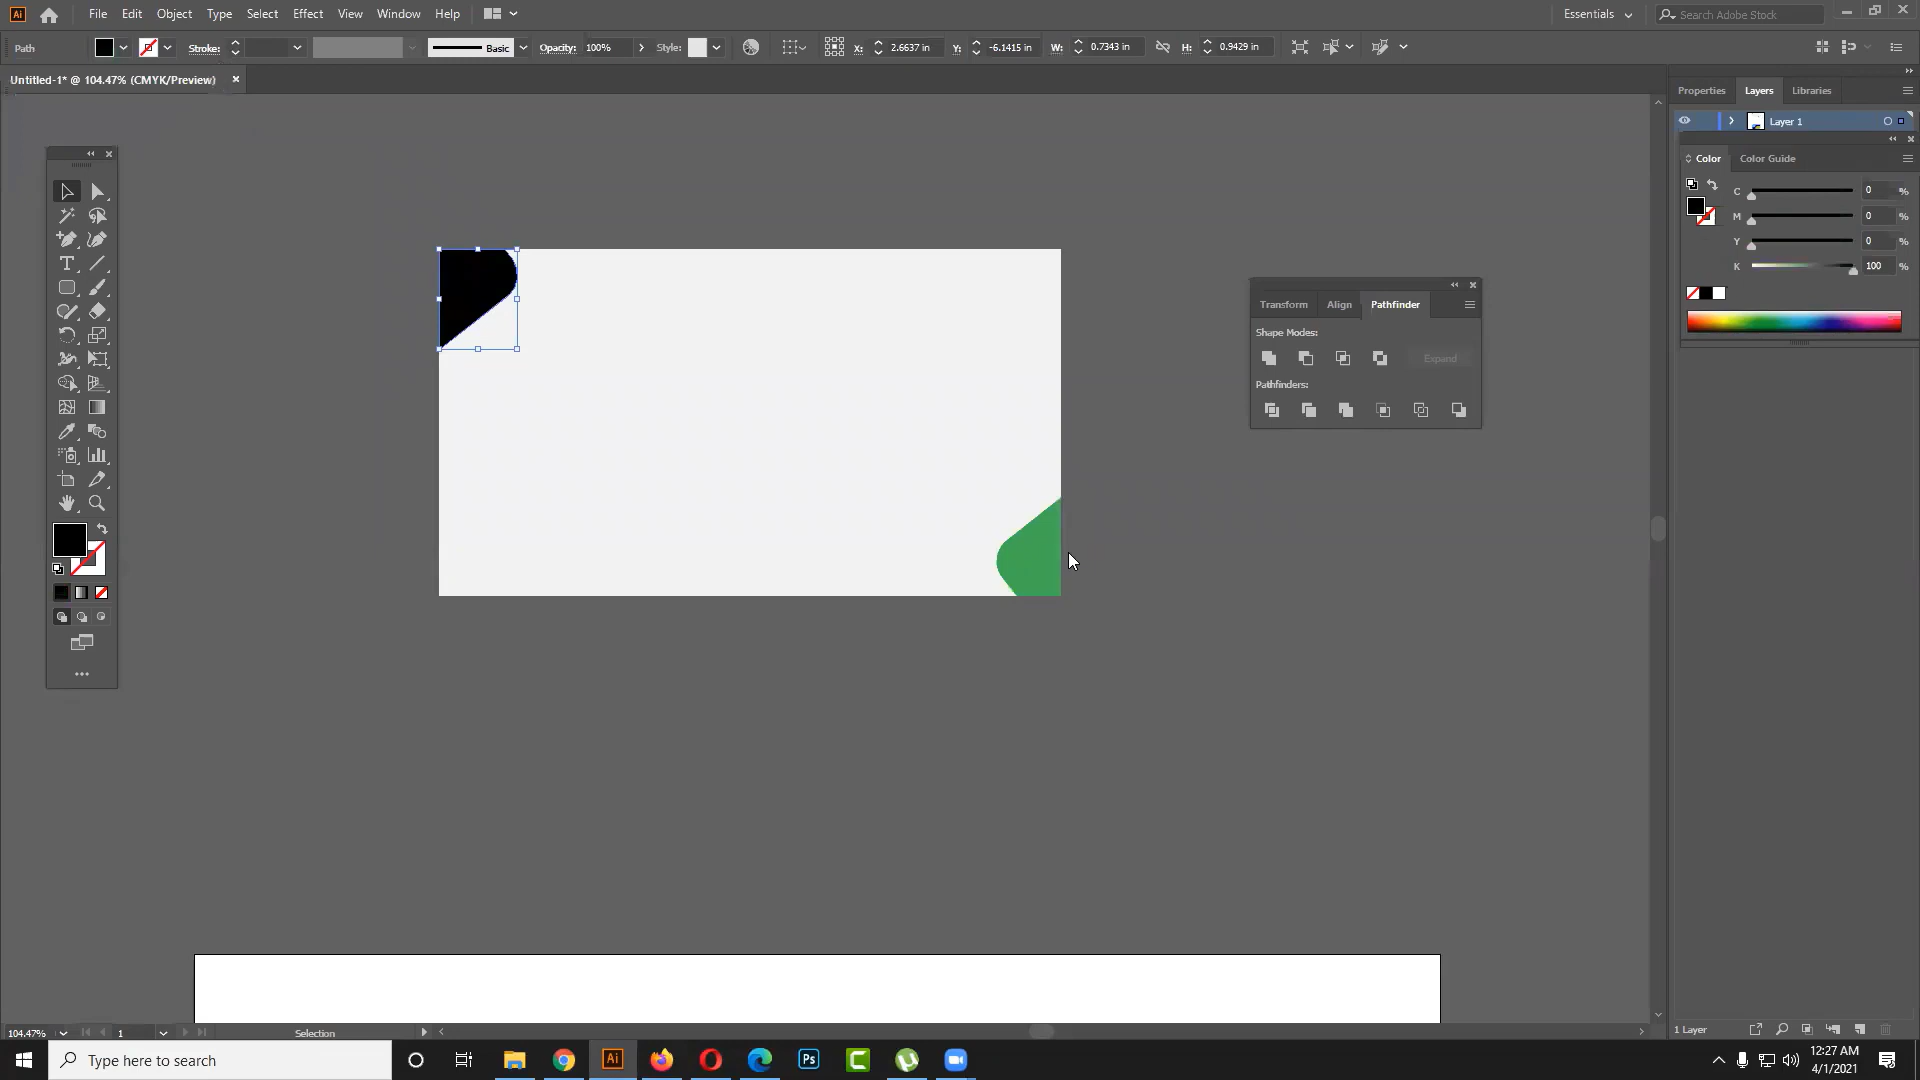 Ai File Edit Object Type Select Effect View Window Help Essentials Search Adobe Stock
Path Stroke: Basic Opacity: 100% Style: X: 2.6637 in Y: -6.1415 in W: 0.7343 in H: 0.9429 in
Untitled-1* @ 104.47% (CMYK/Preview)
Properties Layers Libraries
Layer 1
Color Color Guide
C 0 %
M 0 %
Y 0 %
K 100 %
Transform Align Pathfinder
Shape Modes:
Expand
Pathfinders:
1 Layer
104.47% 1 Selection
Type here to search
Ai
Ps
C
12:27 AM
4/1/2021